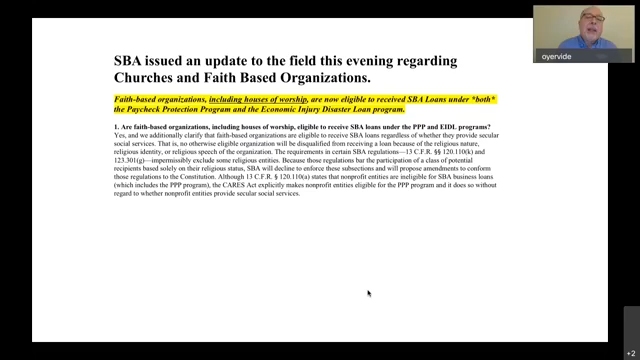 SBA issued an update to the field this evening regarding
Churches and Faith Based Organizations.
Faith-based organizations, including houses of worship, are now eligible to received SBA Loans under *both*
the Paycheck Protection Program and the Economic Injury Disaster Loan program.
1. Are faith-based organizations, including houses of worship, eligible to receive SBA loans under the PPP and EIDL programs?
Yes, and we additionally clarify that faith-based organizations are eligible to receive SBA loans regardless of whether they provide secular
social services. That is, no otherwise eligible organization will be disqualified from receiving a loan because of the religious nature,
religious identity, or religious speech of the organization. The requirements in certain SBA regulations—13 C.F.R. §§ 120.110(k) and
123.301(g)—impermissibly exclude some religious entities. Because those regulations bar the participation of a class of potential
recipients based solely on their religious status, SBA will decline to enforce these subsections and will propose amendments to conform
those regulations to the Constitution. Although 13 C.F.R. § 120.110(a) states that nonprofit entities are ineligible for SBA business loans
(which includes the PPP program), the CARES Act explicitly makes nonprofit entities eligible for the PPP program and it does so without
regard to whether nonprofit entities provide secular social services.
oyervide
+2